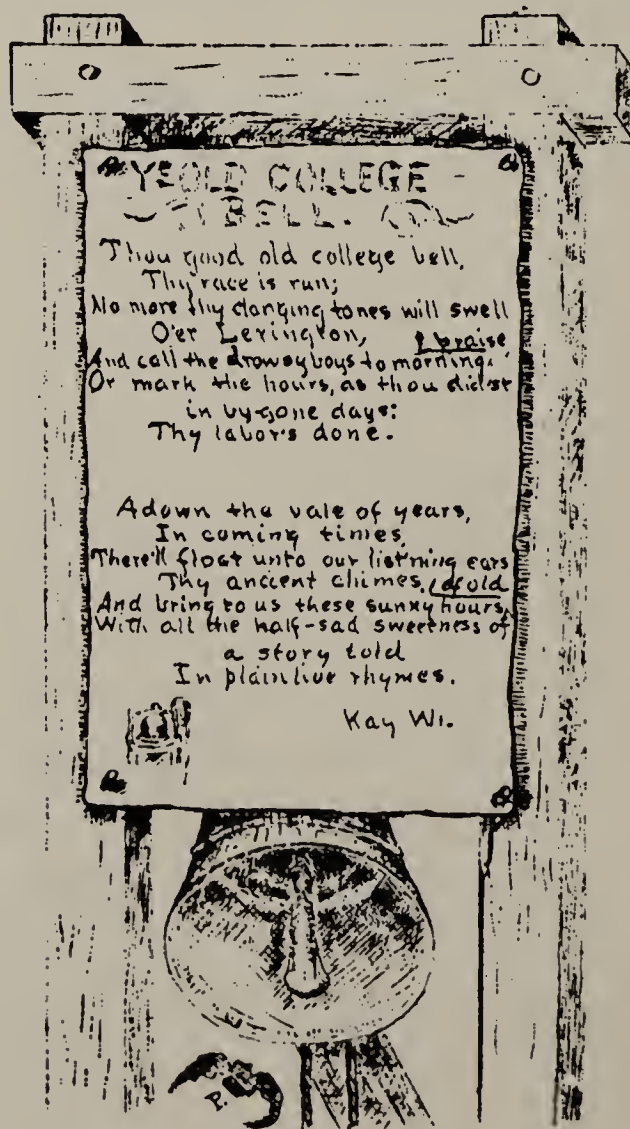 YE OLD COLLEGE
BELL.
Thou good old college bell,
Thy race is run;
No more thy clanging tones will swell
O'er Lexington,
& praise
And call the drowsy boys to morning
Or mark the hours, as thou didst
in by-gone days:
Thy labor's done.
Adown the vale of years,
In coming times,
There'll float unto our list'ning ears
Thy ancient chimes,
of old
And bring to us these sunny hours,
With all the half-sad sweetness of
a story told
In plaintive rhymes.
Kay Wi.
P.